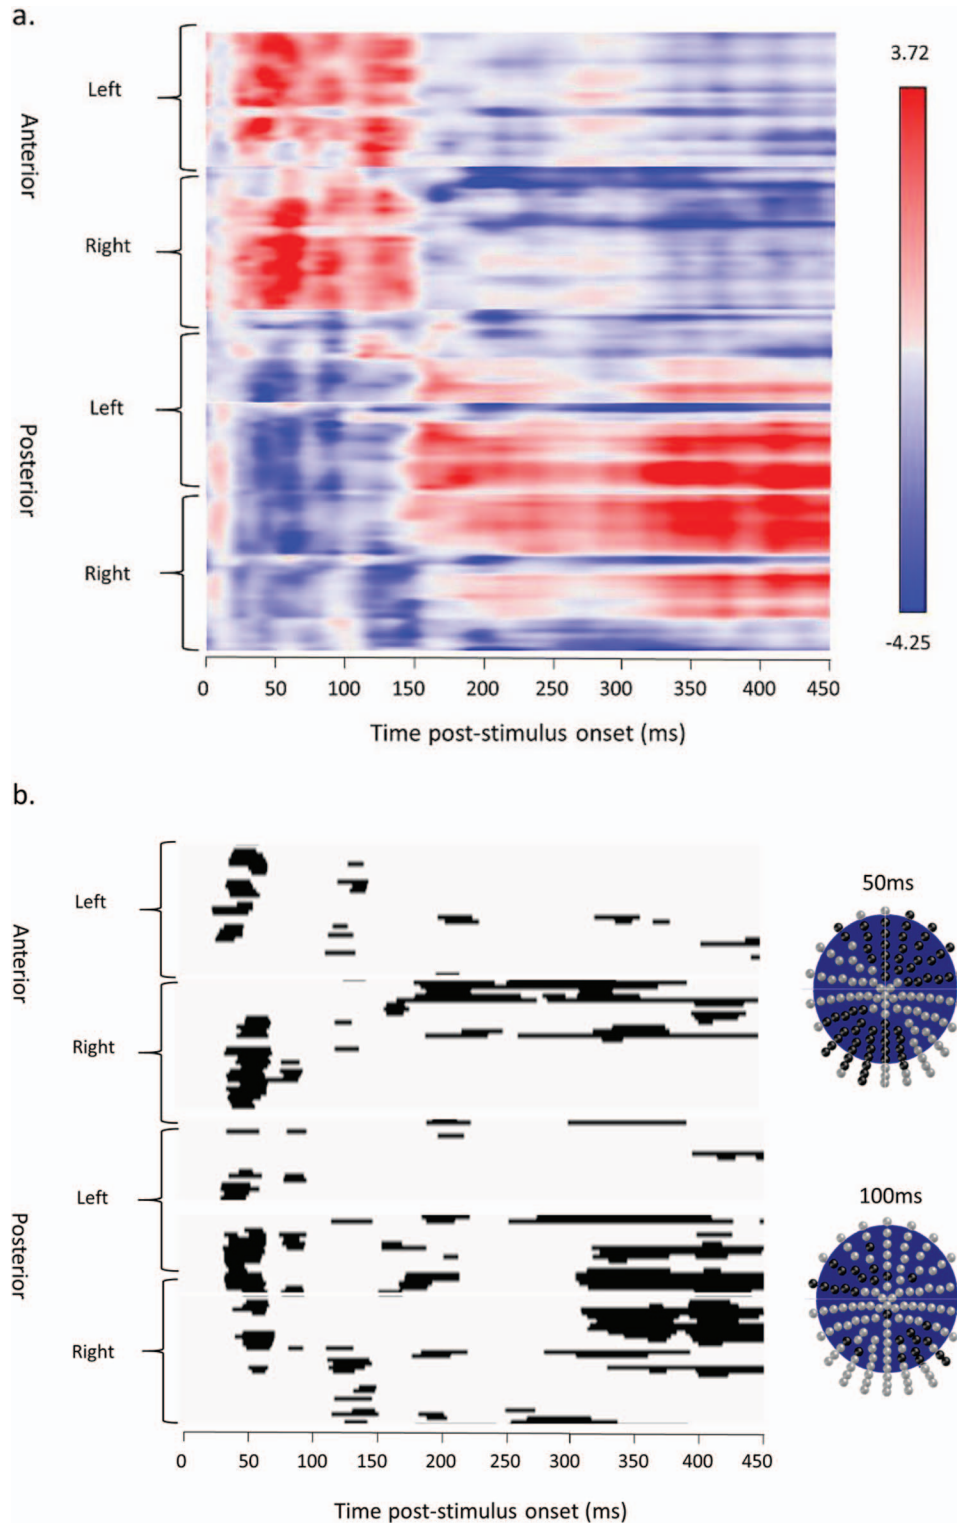 a.
Anterior
Left
Right
Posterior
Left
Right
3.72
-4.25
0 50 100 150 200 250 300 350 400 450
Time post-stimulus onset (ms)
b.
Anterior
Left
Right
Posterior
Left
Right
50ms
100ms
0 50 100 150 200 250 300 350 400 450
Time post-stimulus onset (ms)